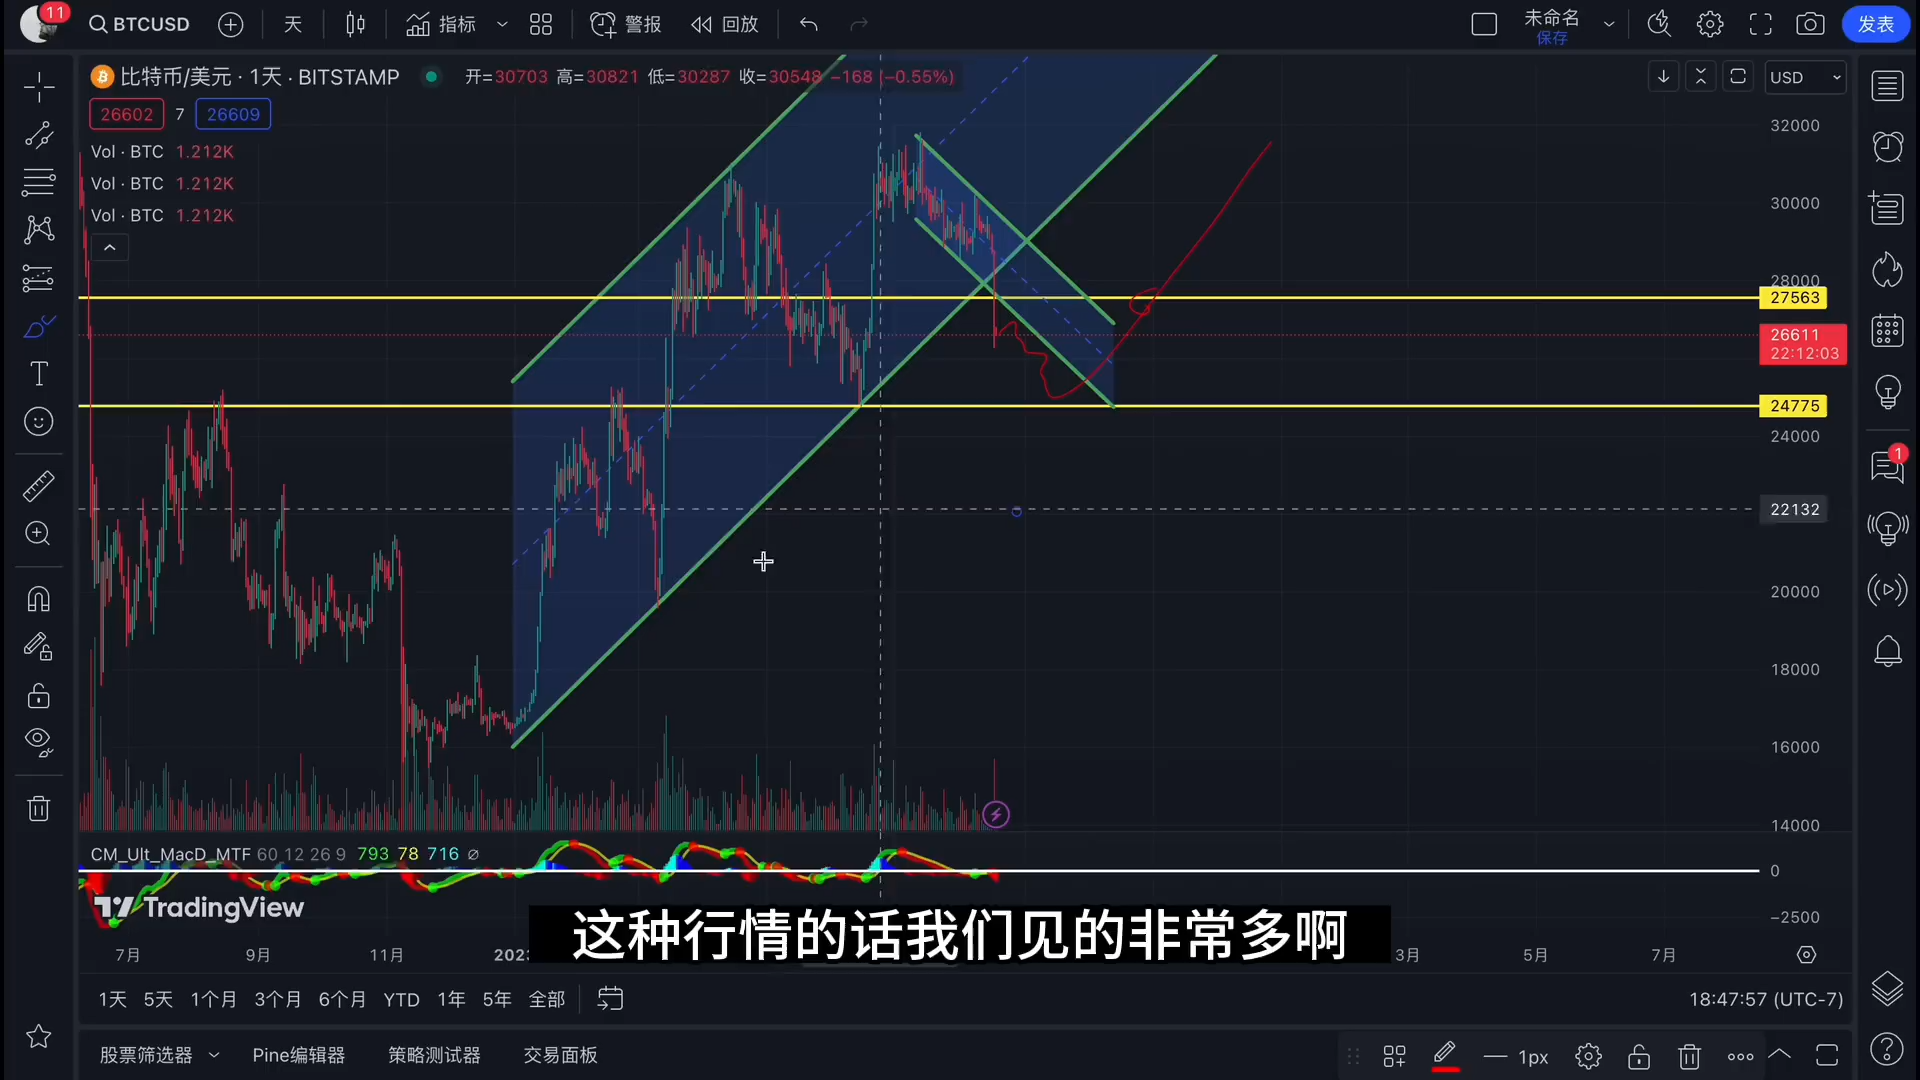 11
BTCUSD
天
指标
警报
回放
未命名
保存
发表
比特币/美元 · 1天 · BITSTAMP
开=30703 高=30821 低=30287 收=30548 −168 (−0.55%)
USD
26602 7 26609
Vol · BTC 1.212K
Vol · BTC 1.212K
Vol · BTC 1.212K
32000
30000
28000
27563
26611
22:12:03
24775
24000
22132
20000
18000
16000
14000
1
CM_Ult_MacD_MTF 60 12 26 9 793 78 716 ∅
0
−2500
TradingView
这种行情的话我们见的非常多啊
7月 9月 11月 202 3月 5月 7月
1天 5天 1个月 3个月 6个月 YTD 1年 5年 全部
18:47:57 (UTC-7)
股票筛选器 Pine编辑器 策略测试器 交易面板
1px